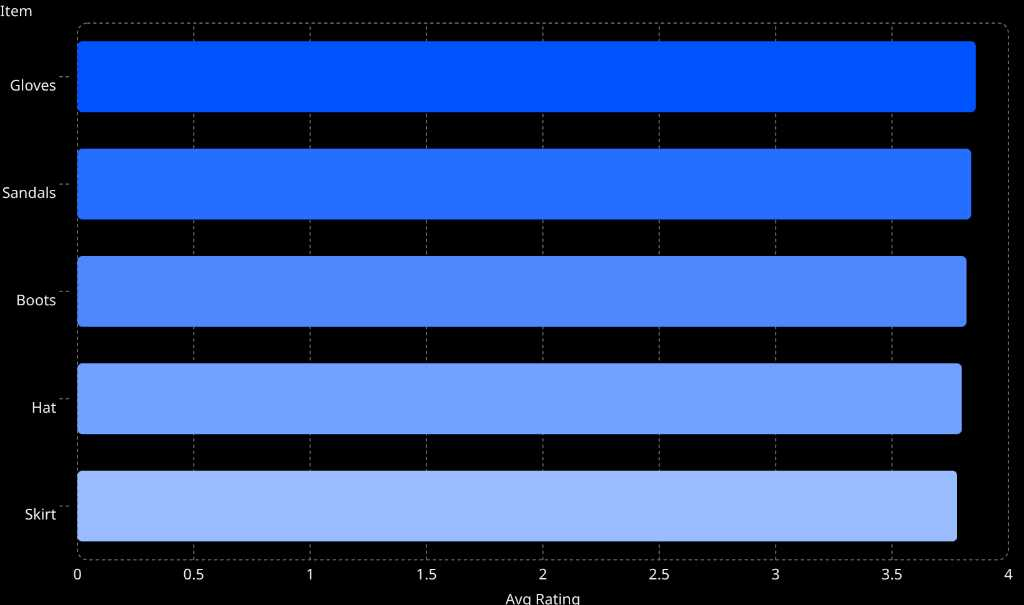 Item
Gloves
Sandals
Boots
Hat
Skirt
0 0.5 1 1.5 2 2.5 3 3.5 4
Avg Rating